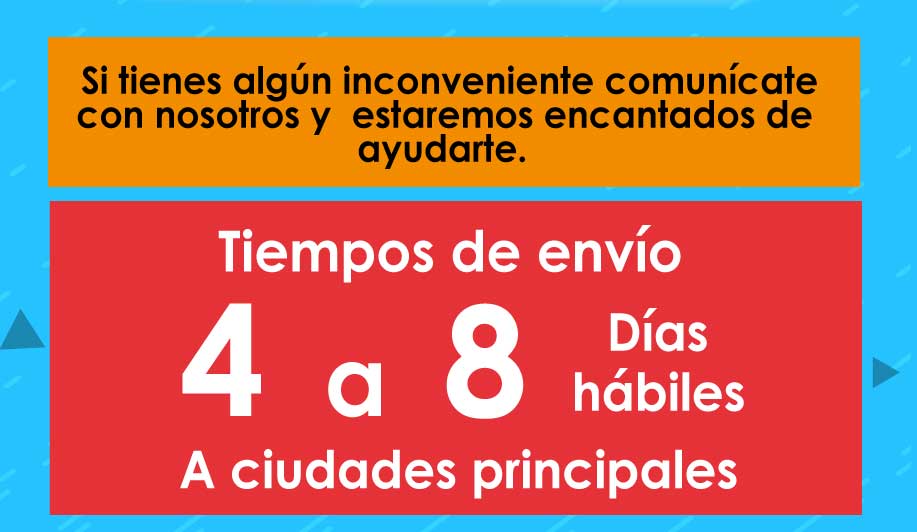 Si tienes algún inconveniente comunícate
con nosotros y  estaremos encantados de
ayudarte.
Tiempos de envío
4 a 8 Días
hábiles
A ciudades principales